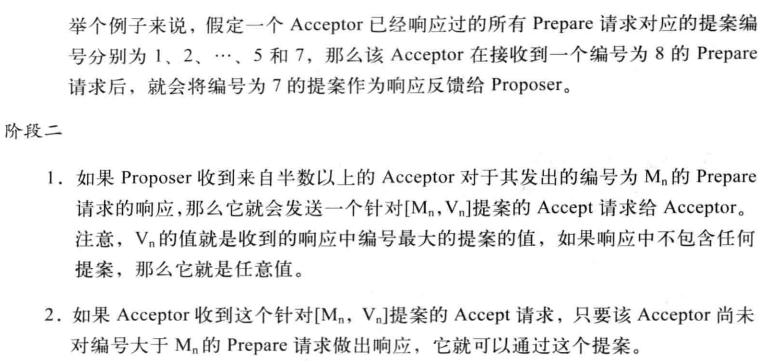 举个例子来说，假定一个 Acceptor 已经响应过的所有 Prepare 请求对应的提案编
号分别为 1、2、…、5 和 7，那么该 Acceptor 在接收到一个编号为 8 的 Prepare
请求后，就会将编号为 7 的提案作为响应反馈给 Proposer。
阶段二
1. 如果 Proposer 收到来自半数以上的 Acceptor 对于其发出的编号为 Mn 的 Prepare
请求的响应，那么它就会发送一个针对[Mn,Vn]提案的 Accept 请求给 Acceptor。
注意，Vn 的值就是收到的响应中编号最大的提案的值，如果响应中不包含任何
提案，那么它就是任意值。
2. 如果 Acceptor 收到这个针对[Mn, Vn]提案的 Accept 请求，只要该 Acceptor 尚未
对编号大于 Mn 的 Prepare 请求做出响应，它就可以通过这个提案。